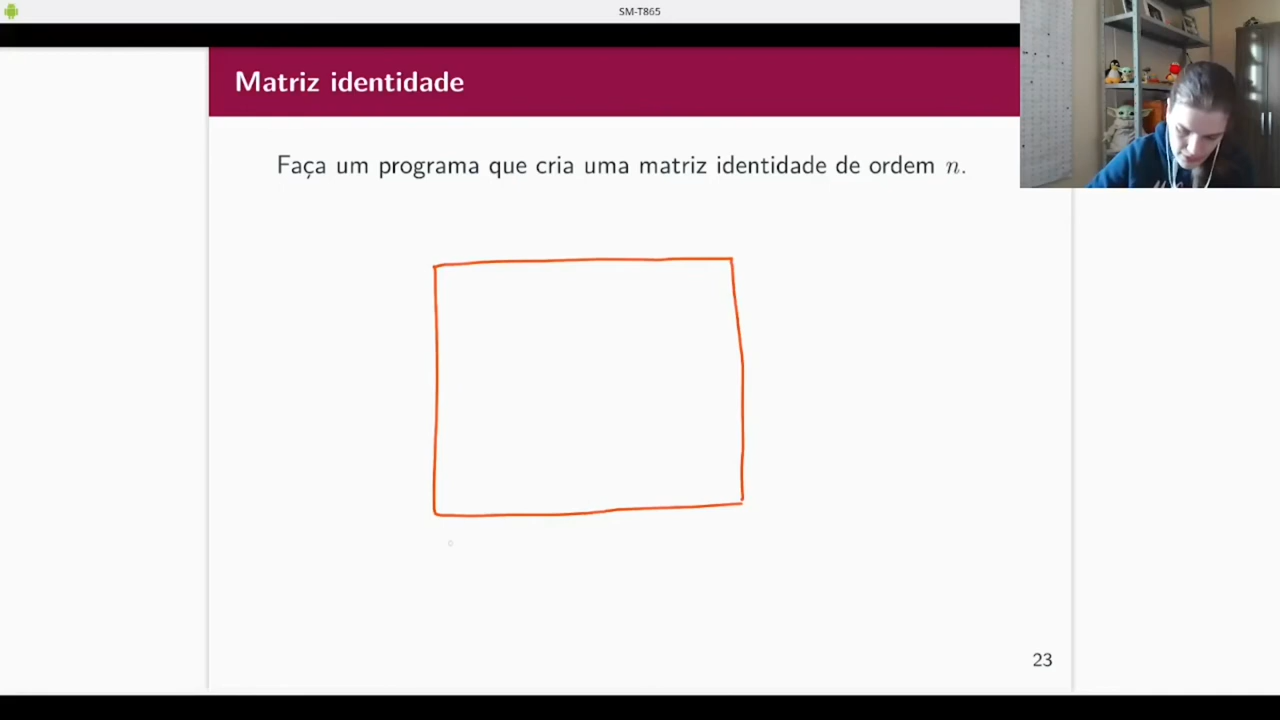 SM-T865
Matriz identidade
Faça um programa que cria uma matriz identidade de ordem n.
23